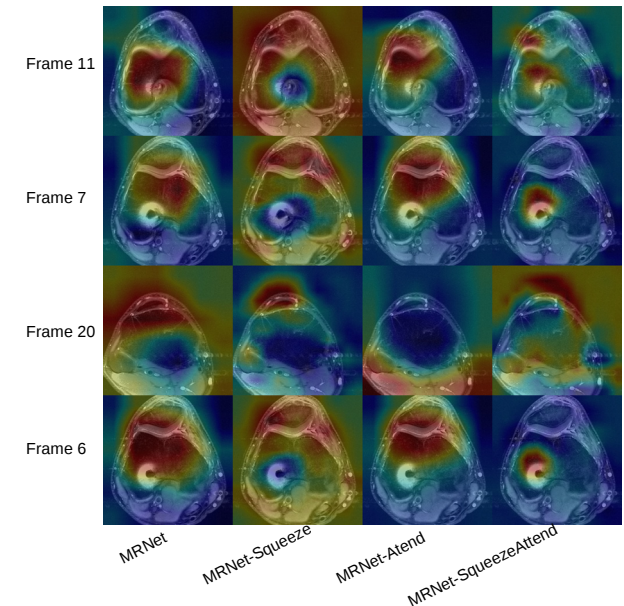 Frame 11
Frame 7
Frame 20
Frame 6
MRNet
MRNet-Squeeze
MRNet-Atend
MRNet-SqueezeAttend